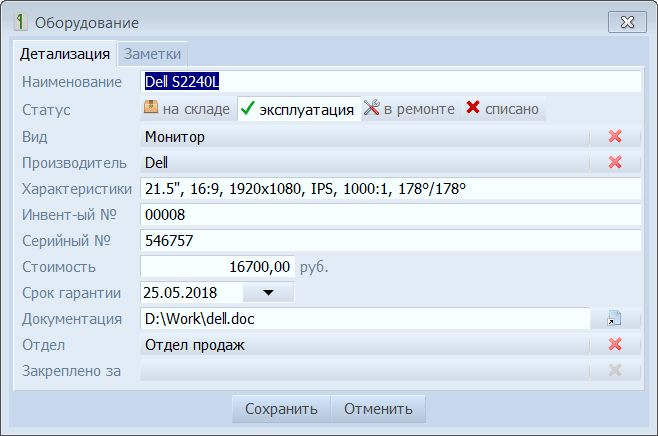 Оборудование
Детализация Заметки
Наименование Dell S2240L
Статус на складе эксплуатация в ремонте списано
Вид Монитор
Производитель Dell
Характеристики 21.5", 16:9, 1920x1080, IPS, 1000:1, 178°/178°
Инвент-ый № 00008
Серийный № 546757
Стоимость 16700,00 руб.
Срок гарантии 25.05.2018
Документация D:\Work\dell.doc
Отдел Отдел продаж
Закреплено за
Сохранить Отменить